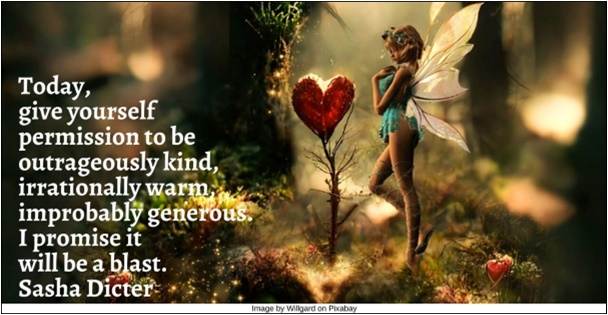 Today,
give yourself
permission to be
outrageously kind,
irrationally warm,
improbably generous.
I promise it
will be a blast.
Sasha Dicter
Image by Willgard on Pixabay